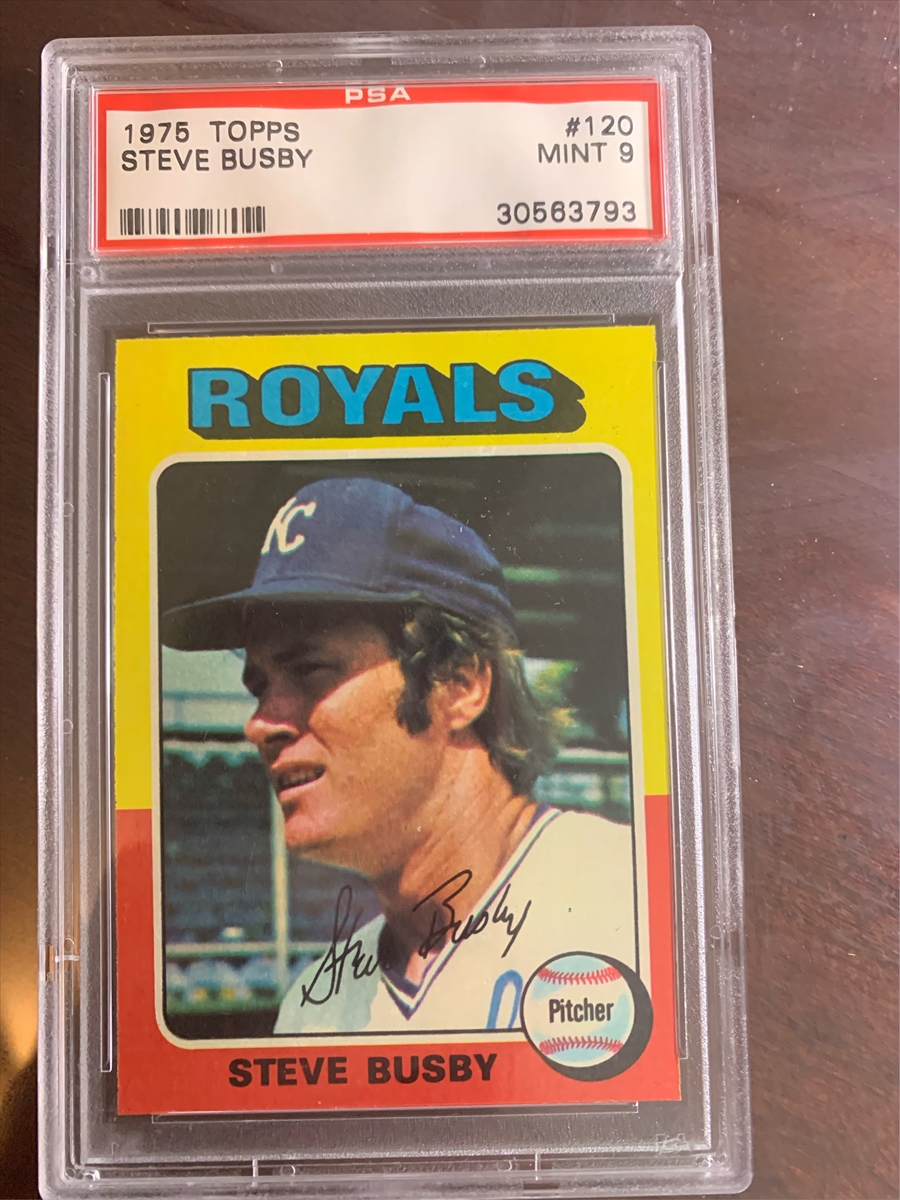 PSA
1975 TOPPS #120
STEVE BUSBY MINT 9
30563793
ROYALS
KC
Steve Busby
Pitcher
STEVE BUSBY